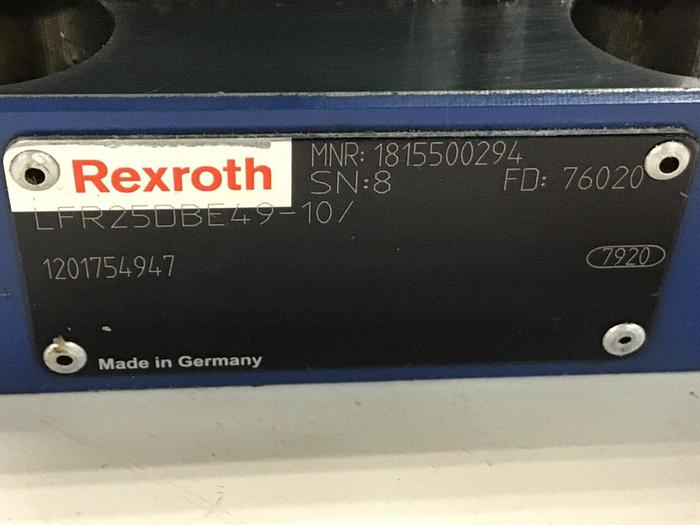 Rexroth
MNR: 1815500294
SN:8 FD: 76020
LFR25DBE49-10/
1201754947
7920
Made in Germany